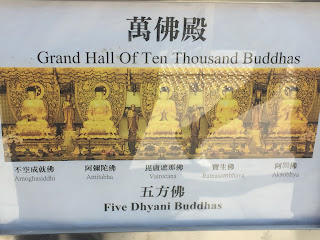 萬佛殿
Grand Hall Of Ten Thousand Buddhas
不空成就佛 阿彌陀佛 毘盧遮那佛 寶生佛 阿閦佛
Amoghasiddhi Amitabha Vairocana Ratnasambhava Aksobhya
五方佛
Five Dhyani Buddhas